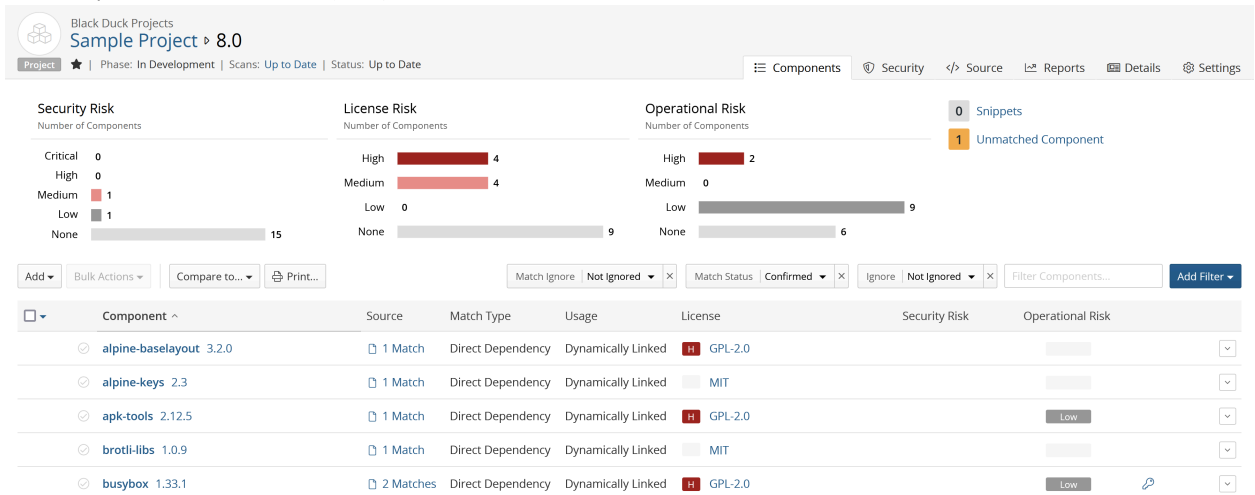 Black Duck Projects
Sample Project ▸ 8.0
Project ★ | Phase: In Development | Scans: Up to Date | Status: Up to Date
Components Security </> Source Reports Details Settings
Security Risk
Number of Components
Critical 0
High 0
Medium 1
Low 1
None 15
License Risk
Number of Components
High 4
Medium 4
Low 0
None 9
Operational Risk
Number of Components
High 2
Medium 0
Low 9
None 6
0 Snippets
1 Unmatched Component
Add Bulk Actions Compare to... Print... Match Ignore Not Ignored × Match Status Confirmed × Ignore Not Ignored × Filter Components... Add Filter
Component Source Match Type Usage License Security Risk Operational Risk
alpine-baselayout 3.2.0 1 Match Direct Dependency Dynamically Linked H GPL-2.0
alpine-keys 2.3 1 Match Direct Dependency Dynamically Linked MIT
apk-tools 2.12.5 1 Match Direct Dependency Dynamically Linked H GPL-2.0 Low
brotli-libs 1.0.9 1 Match Direct Dependency Dynamically Linked MIT
busybox 1.33.1 2 Matches Direct Dependency Dynamically Linked H GPL-2.0 Low